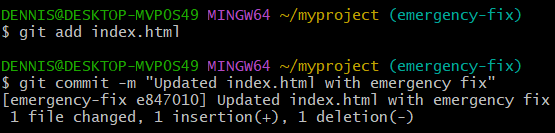 DENNIS@DESKTOP-MVPOS49 MINGW64 ~/myproject (emergency-fix)
$ git add index.html
DENNIS@DESKTOP-MVPOS49 MINGW64 ~/myproject (emergency-fix)
$ git commit -m "Updated index.html with emergency fix"
[emergency-fix e847010] Updated index.html with emergency fix
 1 file changed, 1 insertion(+), 1 deletion(-)